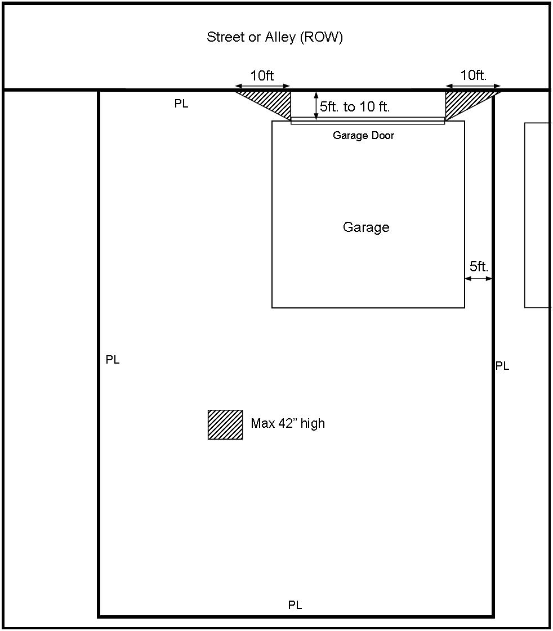 Street or Alley (ROW)
10ft
10ft.
PL
5ft. to 10 ft.
Garage Door
Garage
5ft.
PL
PL
Max 42" high
PL